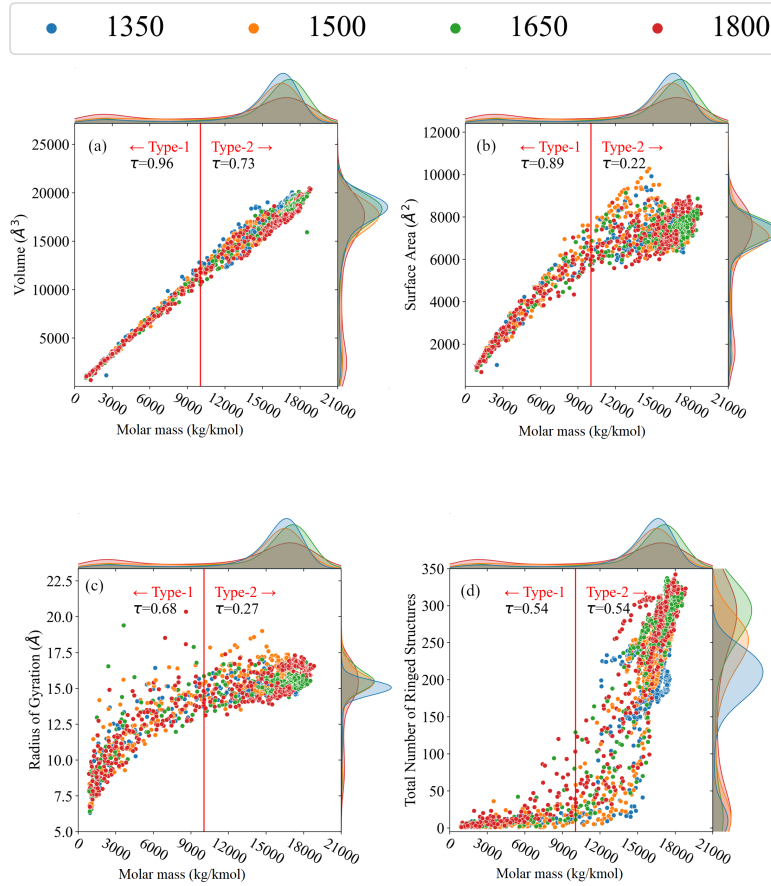 1350 1500 1650 1800
(a)
← Type-1 Type-2 →
τ=0.96 τ=0.73
25000
20000
15000
10000
5000
Volume (Å^3)
0 3000 6000 9000 12000 15000 18000 21000
Molar mass (kg/kmol)
(b)
← Type-1 Type-2 →
τ=0.89 τ=0.22
12000
10000
8000
6000
4000
2000
Surface Area (Å^2)
0 3000 6000 9000 12000 15000 18000 21000
Molar mass (kg/kmol)
(c)
← Type-1 Type-2 →
τ=0.68 τ=0.27
22.5
20.0
17.5
15.0
12.5
10.0
7.5
5.0
Radius of Gyration (Å)
0 3000 6000 9000 12000 15000 18000 21000
Molar mass (kg/kmol)
(d)
← Type-1 Type-2 →
τ=0.54 τ=0.54
350
300
250
200
150
100
50
0
Total Number of Ringed Structures
0 3000 6000 9000 12000 15000 18000 21000
Molar mass (kg/kmol)